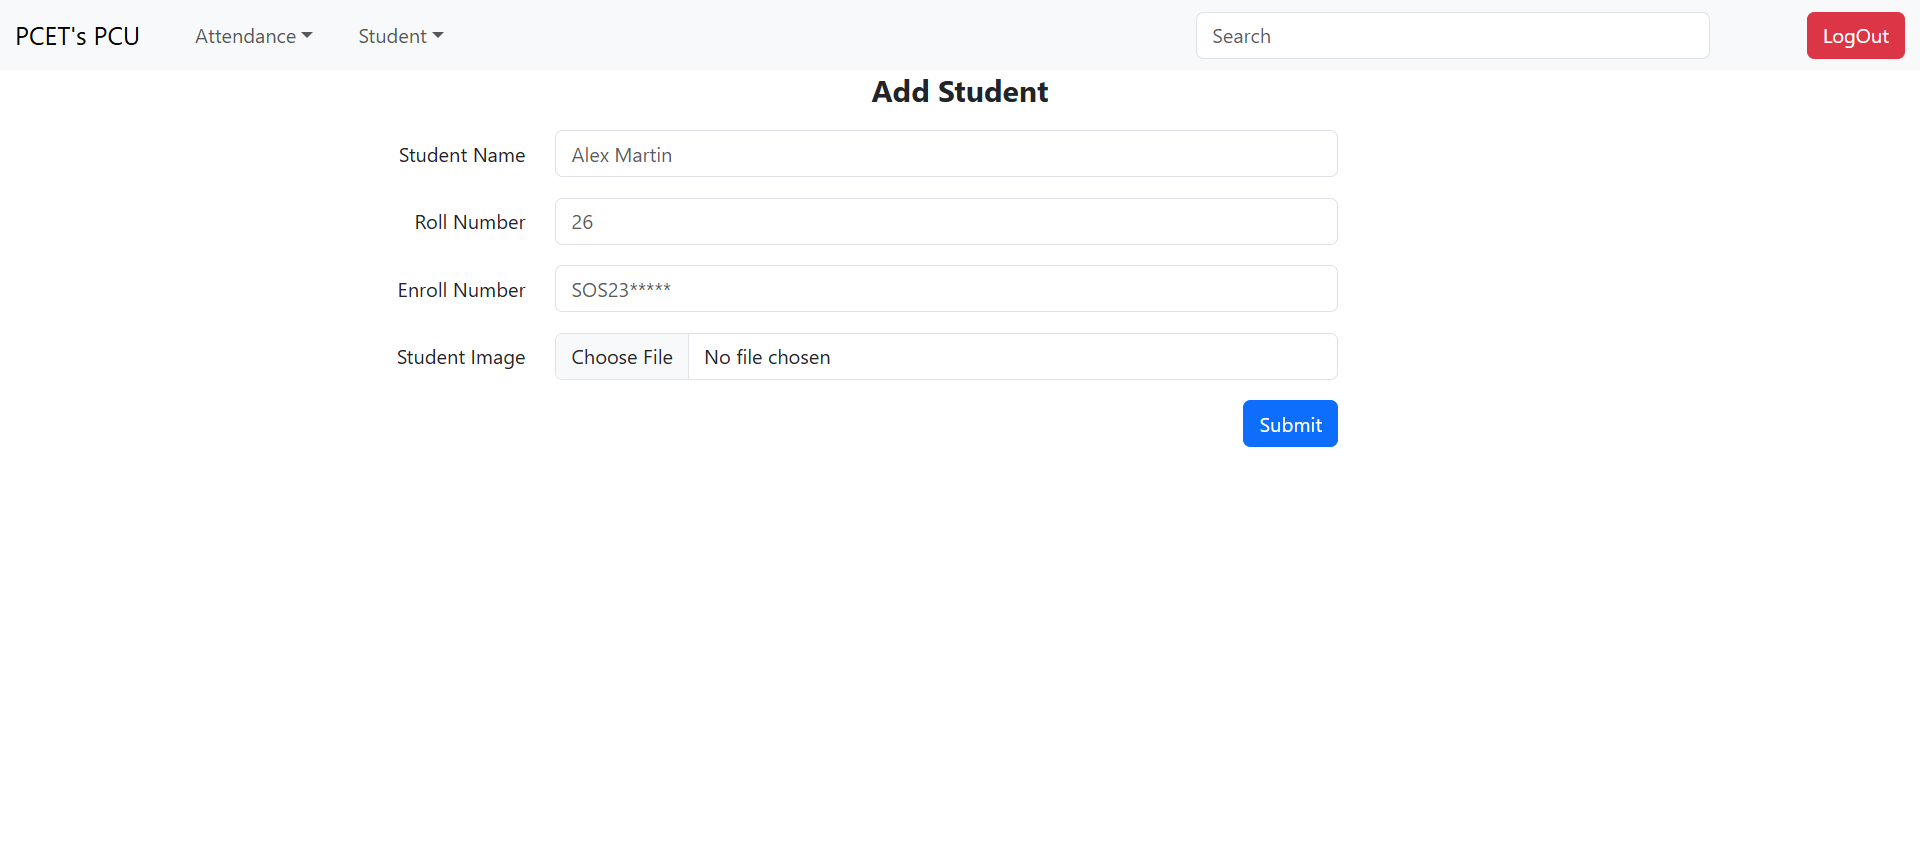 PCET's PCU Attendance Student Search LogOut
Add Student
Student Name Alex Martin
Roll Number 26
Enroll Number SOS23*****
Student Image Choose File No file chosen
Submit